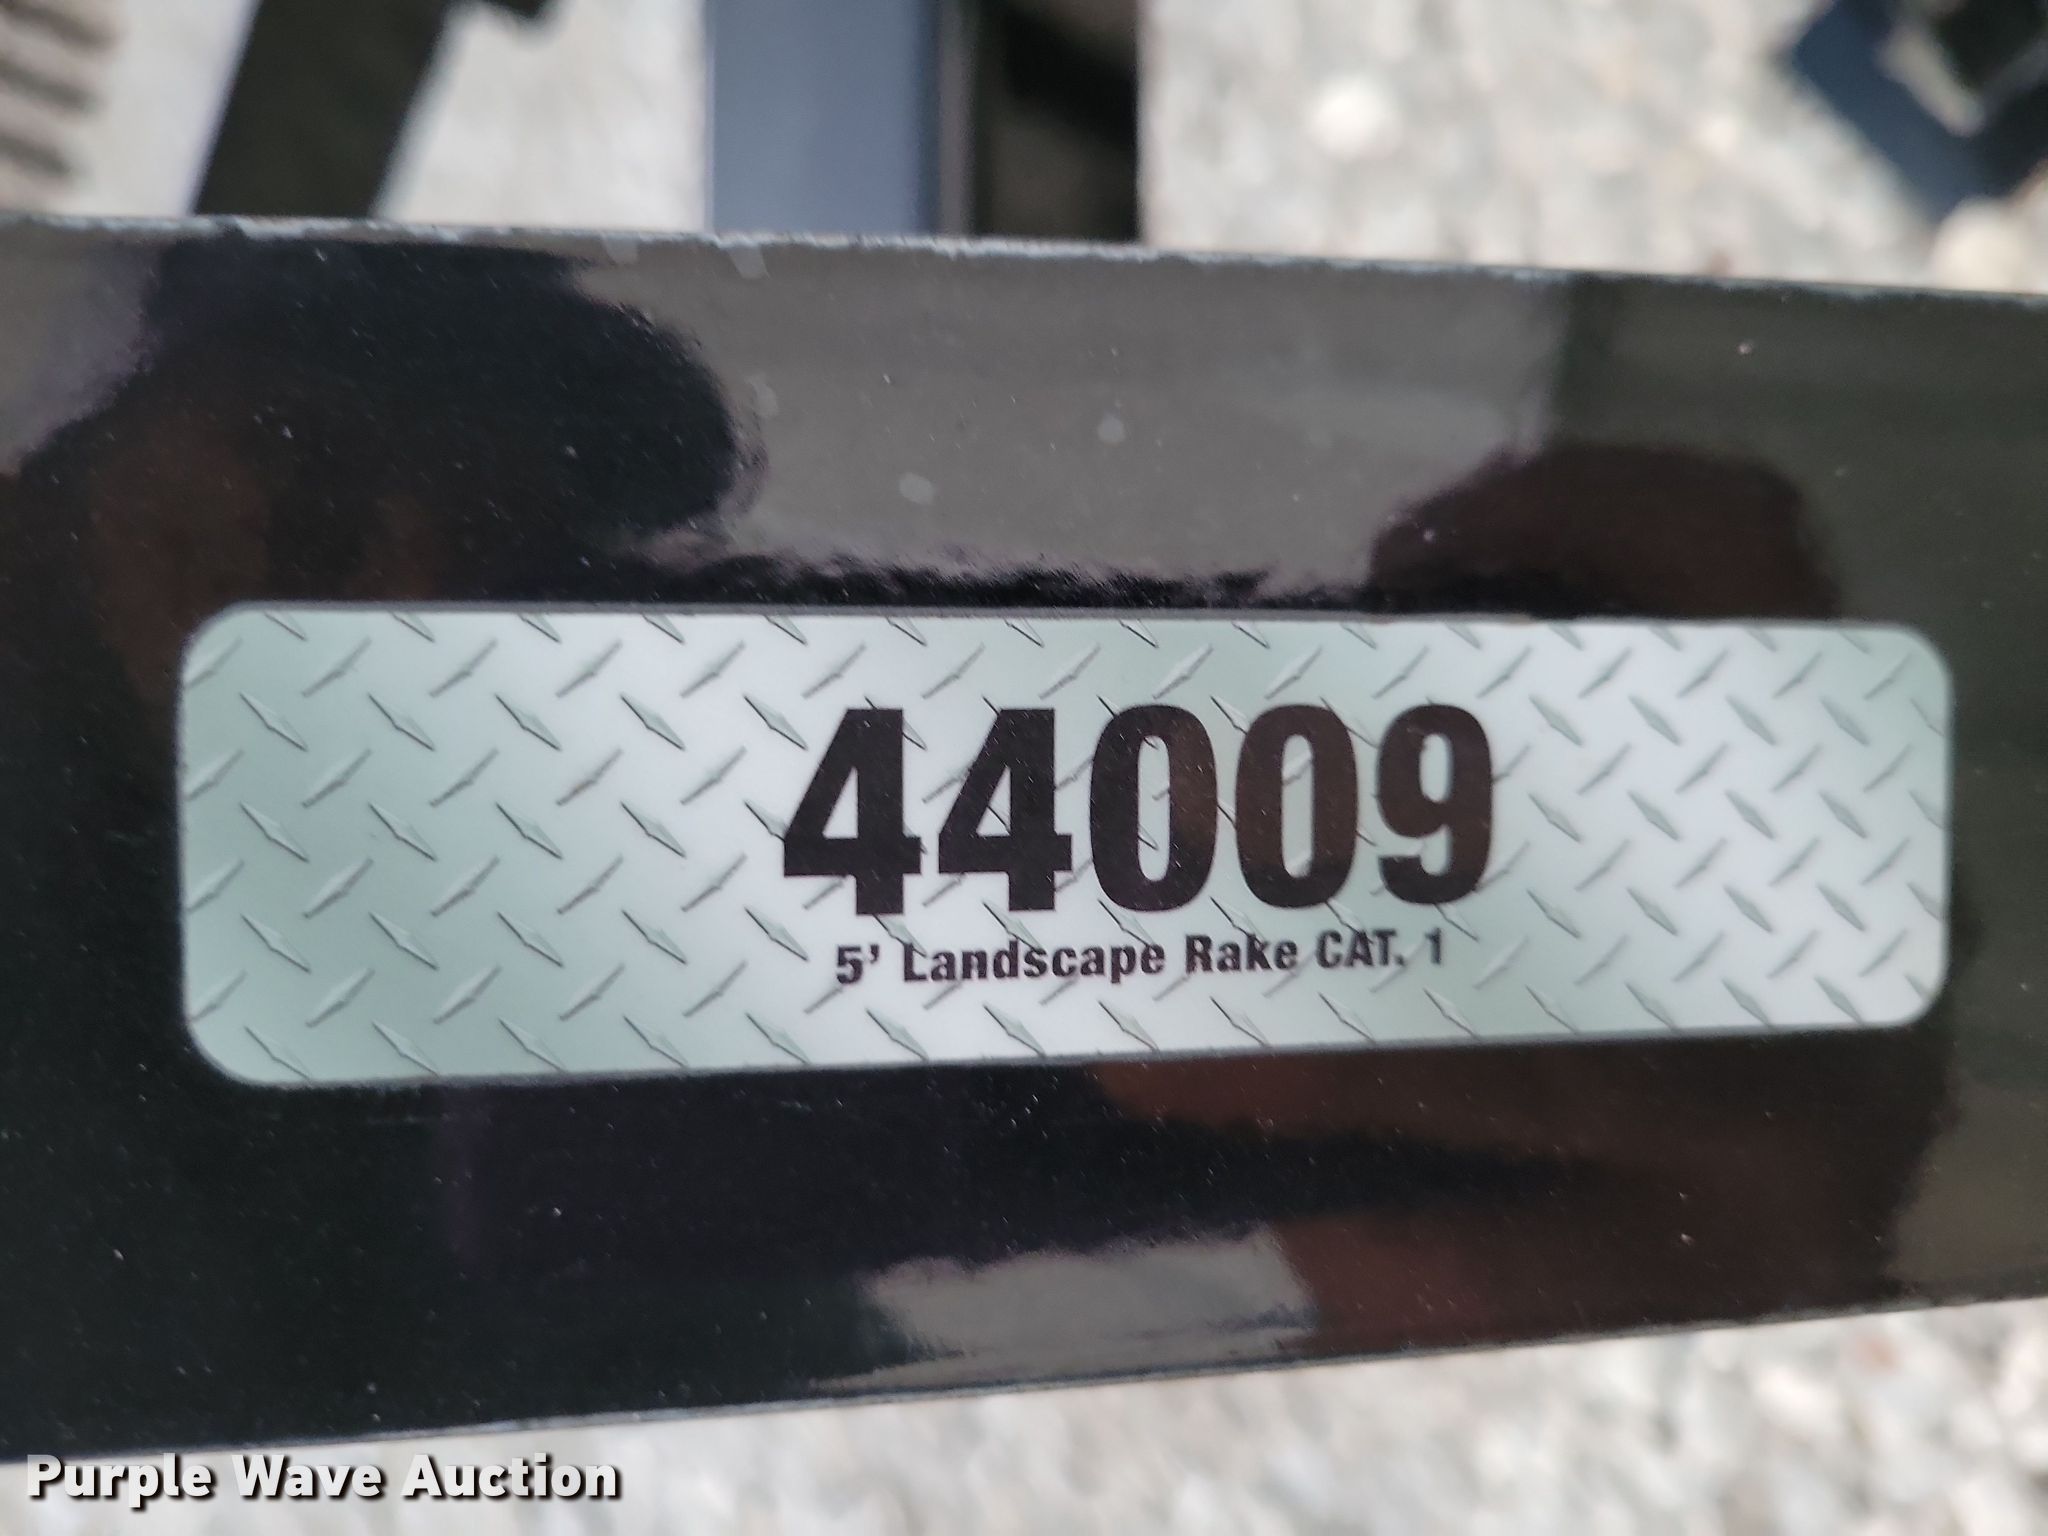 44009
5' Landscape Rake CAT. 1
Purple Wave Auction